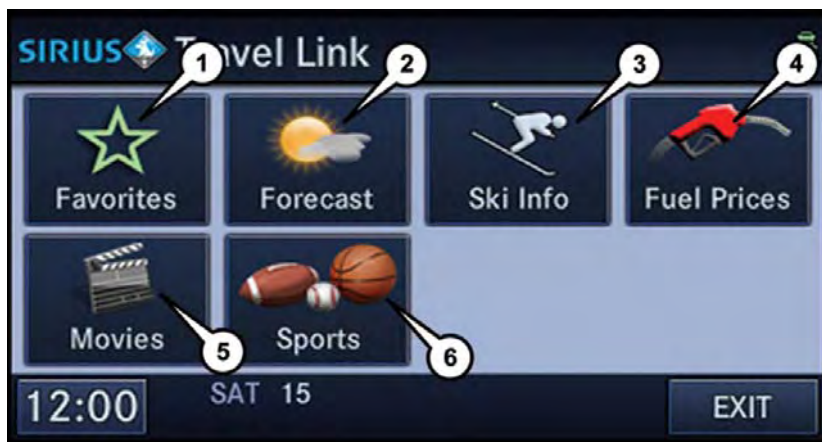 SIRIUS Travel Link
1
2
3
4
Favorites
Forecast
Ski Info
Fuel Prices
Movies
Sports
5
6
12:00
SAT 15
EXIT